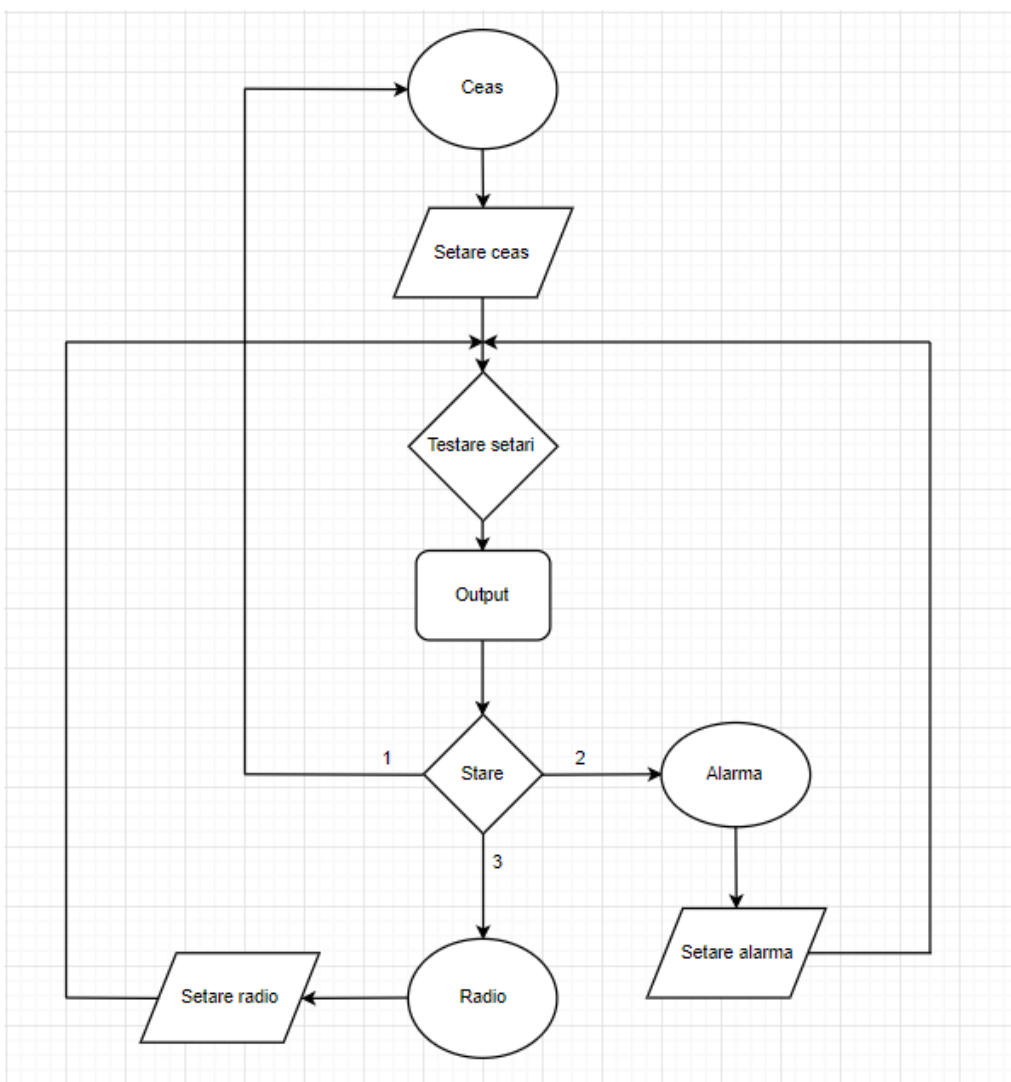 Ceas
Setare ceas
Testare setari
Output
1
Stare
2
Alarma
3
Setare alarma
Setare radio
Radio